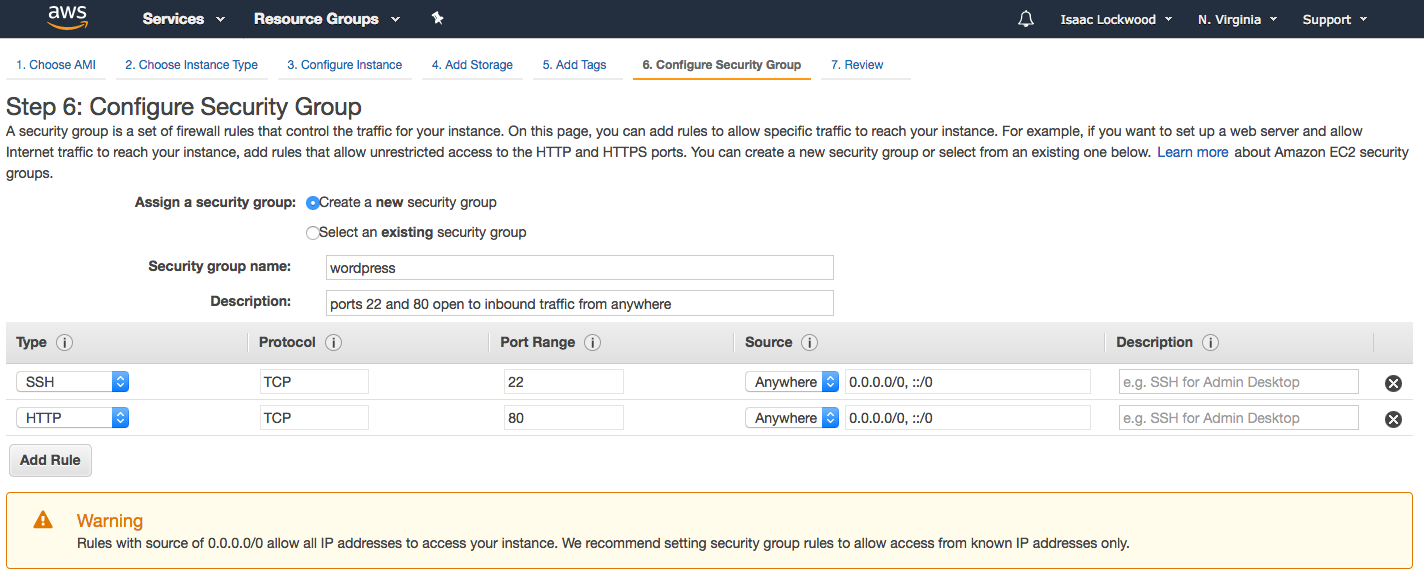 aws Services Resource Groups Isaac Lockwood N. Virginia Support
1. Choose AMI 2. Choose Instance Type 3. Configure Instance 4. Add Storage 5. Add Tags 6. Configure Security Group 7. Review
Step 6: Configure Security Group
A security group is a set of firewall rules that control the traffic for your instance. On this page, you can add rules to allow specific traffic to reach your instance. For example, if you want to set up a web server and allow
Internet traffic to reach your instance, add rules that allow unrestricted access to the HTTP and HTTPS ports. You can create a new security group or select from an existing one below. Learn more about Amazon EC2 security
groups.
Assign a security group: Create a new security group
Select an existing security group
Security group name: wordpress
Description: ports 22 and 80 open to inbound traffic from anywhere
Type i Protocol i Port Range i Source i Description i
SSH TCP 22 Anywhere 0.0.0.0/0, ::/0 e.g. SSH for Admin Desktop
HTTP TCP 80 Anywhere 0.0.0.0/0, ::/0 e.g. SSH for Admin Desktop
Add Rule
Warning
Rules with source of 0.0.0.0/0 allow all IP addresses to access your instance. We recommend setting security group rules to allow access from known IP addresses only.